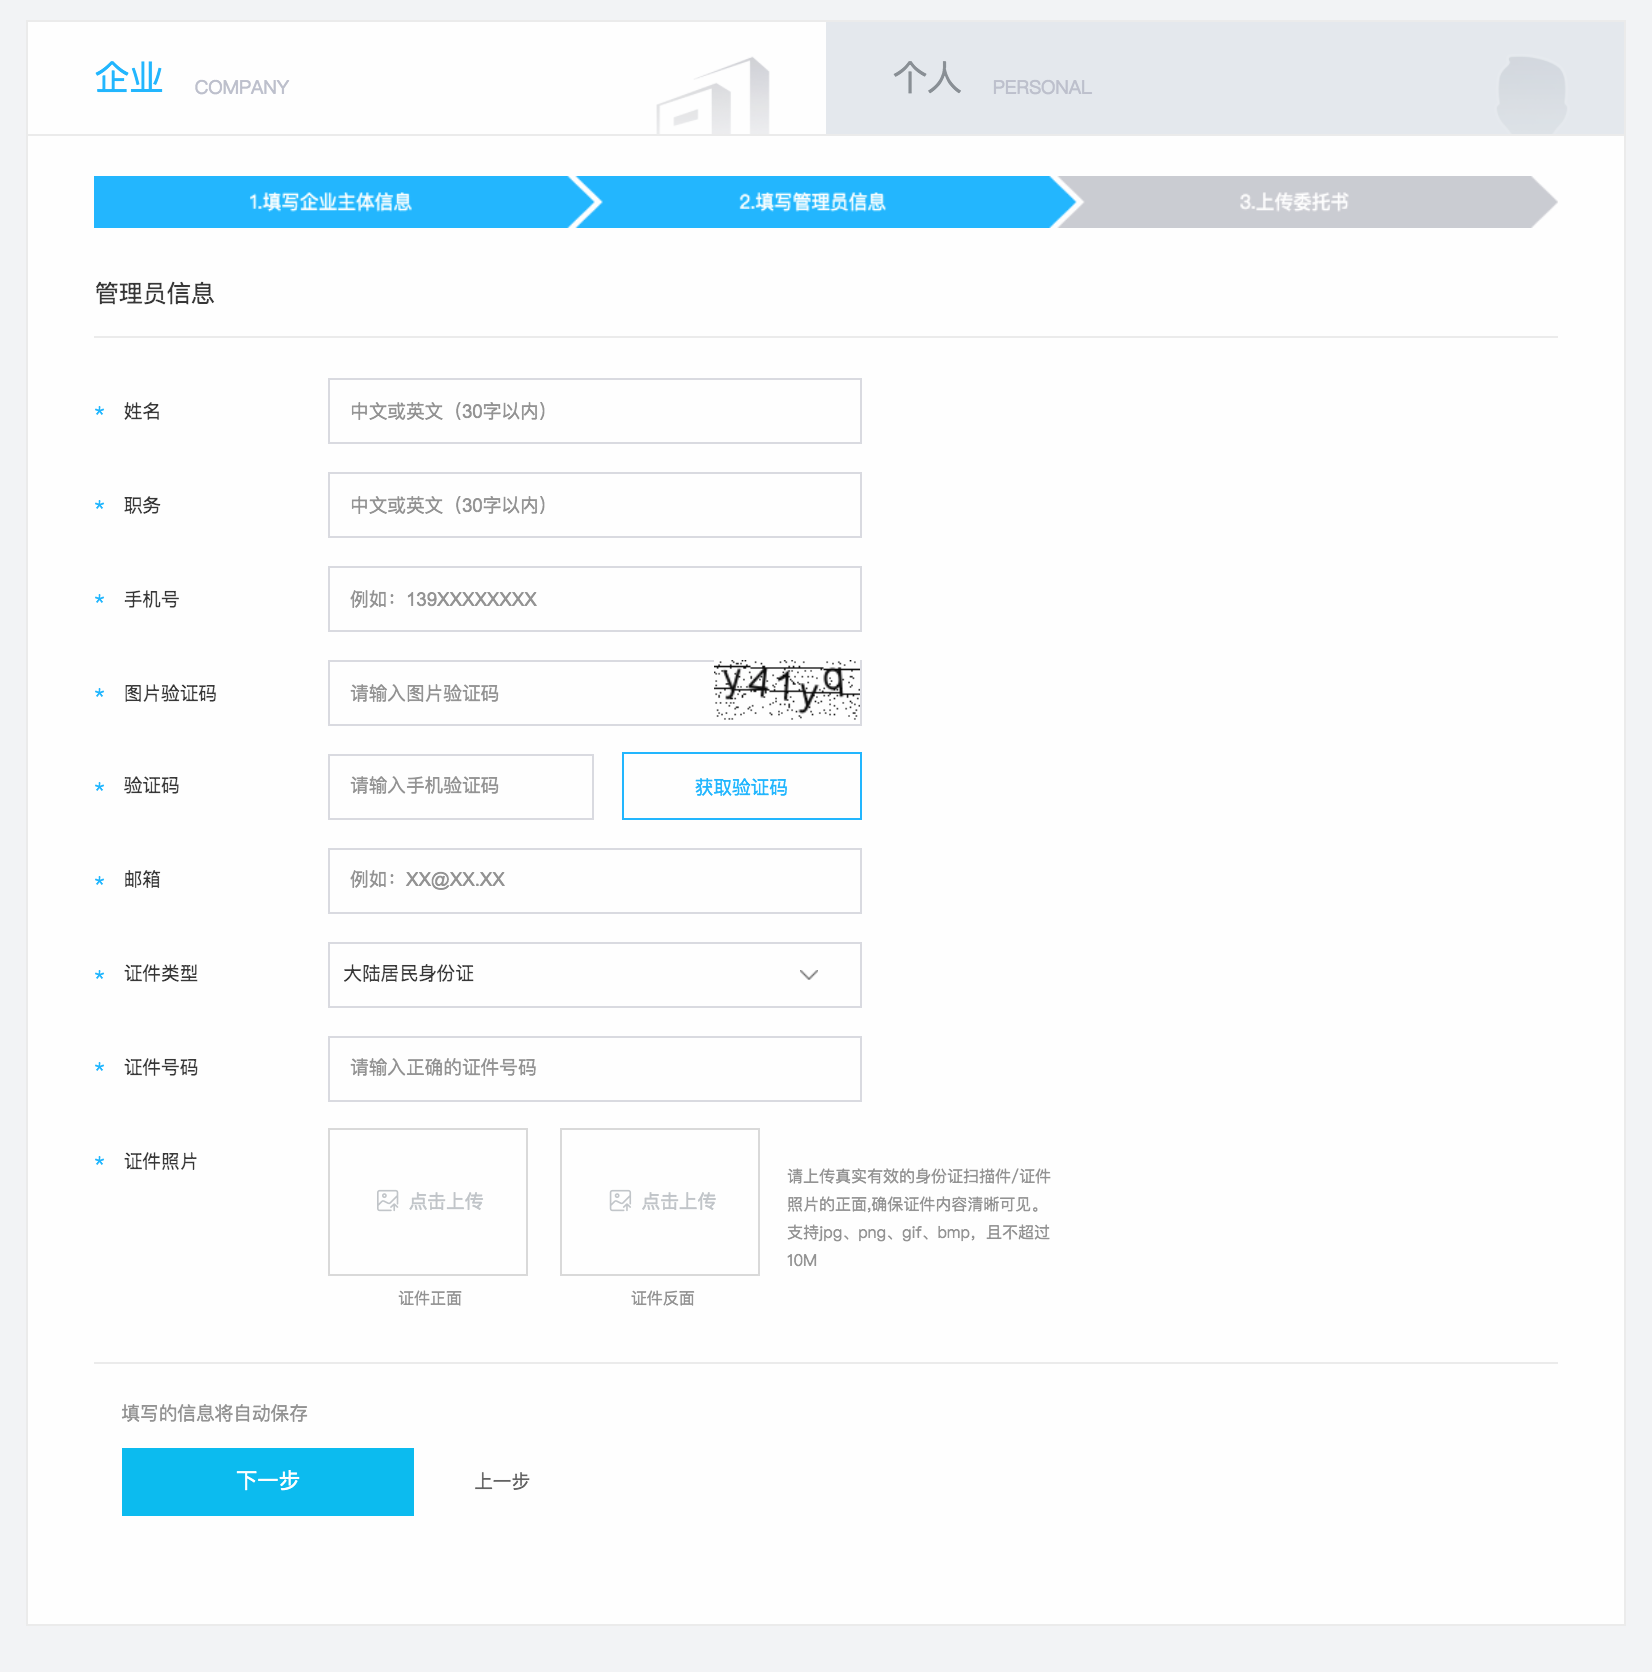 企业 COMPANY
个人 PERSONAL
1.填写企业主体信息
2.填写管理员信息
3.上传委托书
管理员信息
* 姓名 中文或英文（30字以内）
* 职务 中文或英文（30字以内）
* 手机号 例如：139XXXXXXXX
* 图片验证码 请输入图片验证码 y41yq
* 验证码 请输入手机验证码 获取验证码
* 邮箱 例如：XX@XX.XX
* 证件类型 大陆居民身份证
* 证件号码 请输入正确的证件号码
* 证件照片
点击上传
证件正面
点击上传
证件反面
请上传真实有效的身份证扫描件/证件
照片的正面,确保证件内容清晰可见。
支持jpg、png、gif、bmp，且不超过
10M
填写的信息将自动保存
下一步
上一步